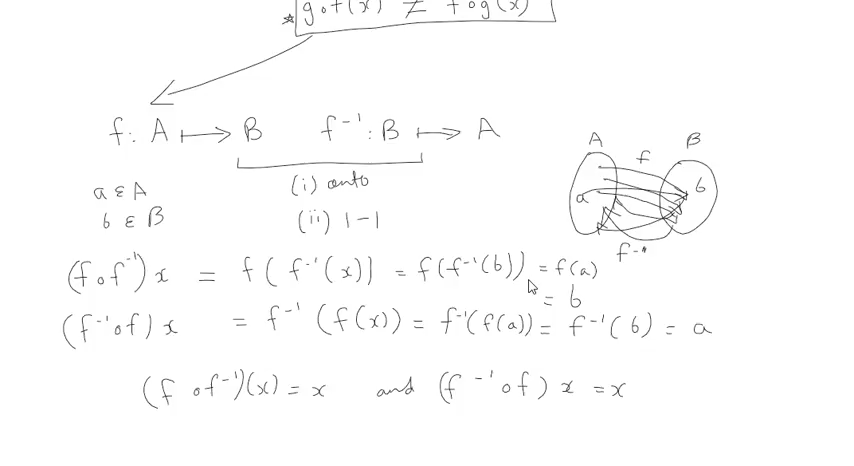 * gof(x) ≠ fog(x)
f: A ⟼ B f⁻¹: B ⟼ A
A f B
a ε A (i) onto
a b
b ε B (ii) 1-1
f⁻¹
(fof⁻¹)x = f(f⁻¹(x)) = f(f⁻¹(b)) = f(a)
= b
(f⁻¹of)x = f⁻¹(f(x)) = f⁻¹(f(a)) = f⁻¹(b) = a
(f of⁻¹)(x) = x and (f⁻¹of)x = x